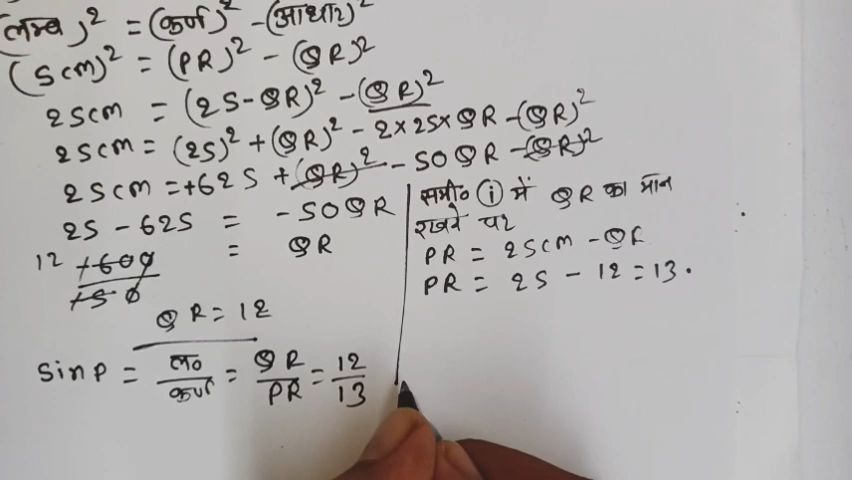 (लम्ब)² = (कर्ण)² - (आधार)²
(5cm)² = (PR)² - (QR)²
25cm = (25-QR)² - (QR)²
25cm = (25)² + (QR)² - 2×25×QR - (QR)²
25cm = +625 + (QR)² - 50QR - (QR)²
25 - 625 = -50QR
12 +600/+50 = QR
QR = 12
Sin P = ल०/कर्ण = QR/PR = 12/13
समी० (i) में QR का मान
रखने पर
PR = 25cm - QR
PR = 25 - 12 = 13.